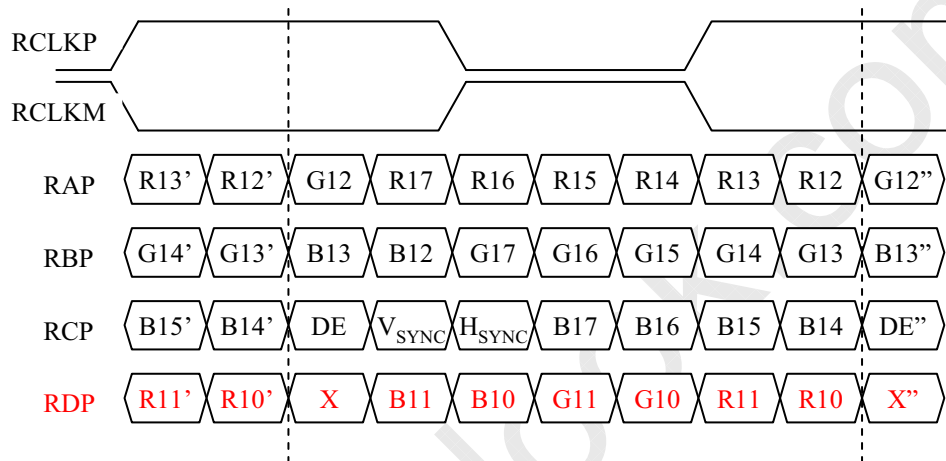 RCLKP
RCLKM
RAP R13’ R12’ G12 R17 R16 R15 R14 R13 R12 G12”
RBP G14’ G13’ B13 B12 G17 G16 G15 G14 G13 B13”
RCP B15’ B14’ DE VSYNC HSYNC B17 B16 B15 B14 DE”
RDP R11’ R10’ X B11 B10 G11 G10 R11 R10 X”